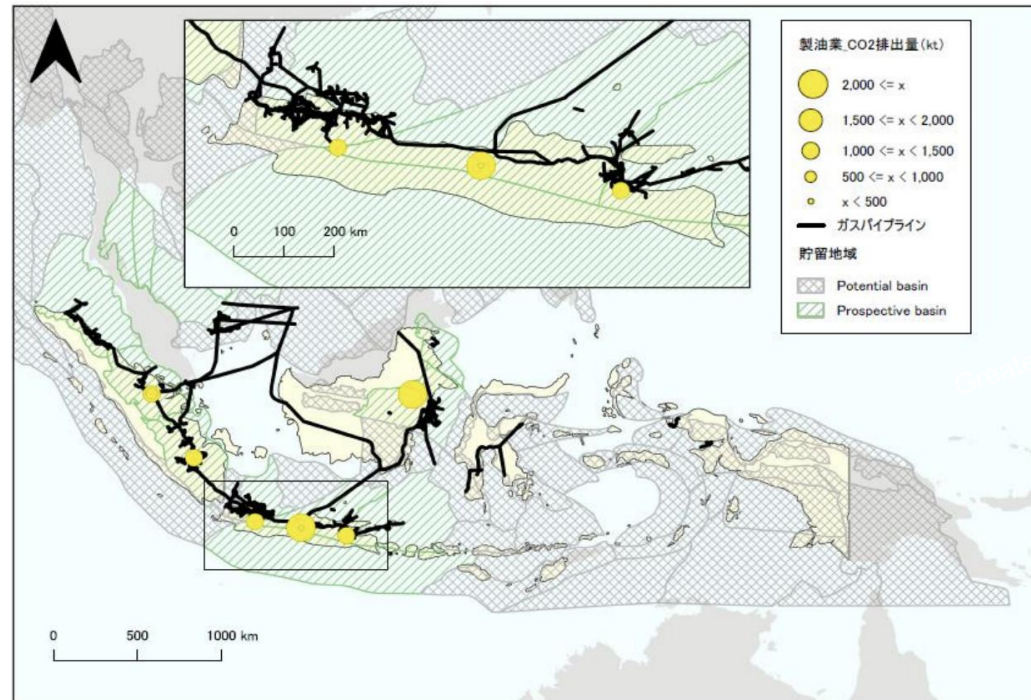 製油業_CO2排出量(kt)
2,000 <= x
1,500 <= x < 2,000
1,000 <= x < 1,500
500 <= x < 1,000
x < 500
ガスパイプライン
貯留地域
Potential basin
Prospective basin
0 100 200 km
0 500 1000 km